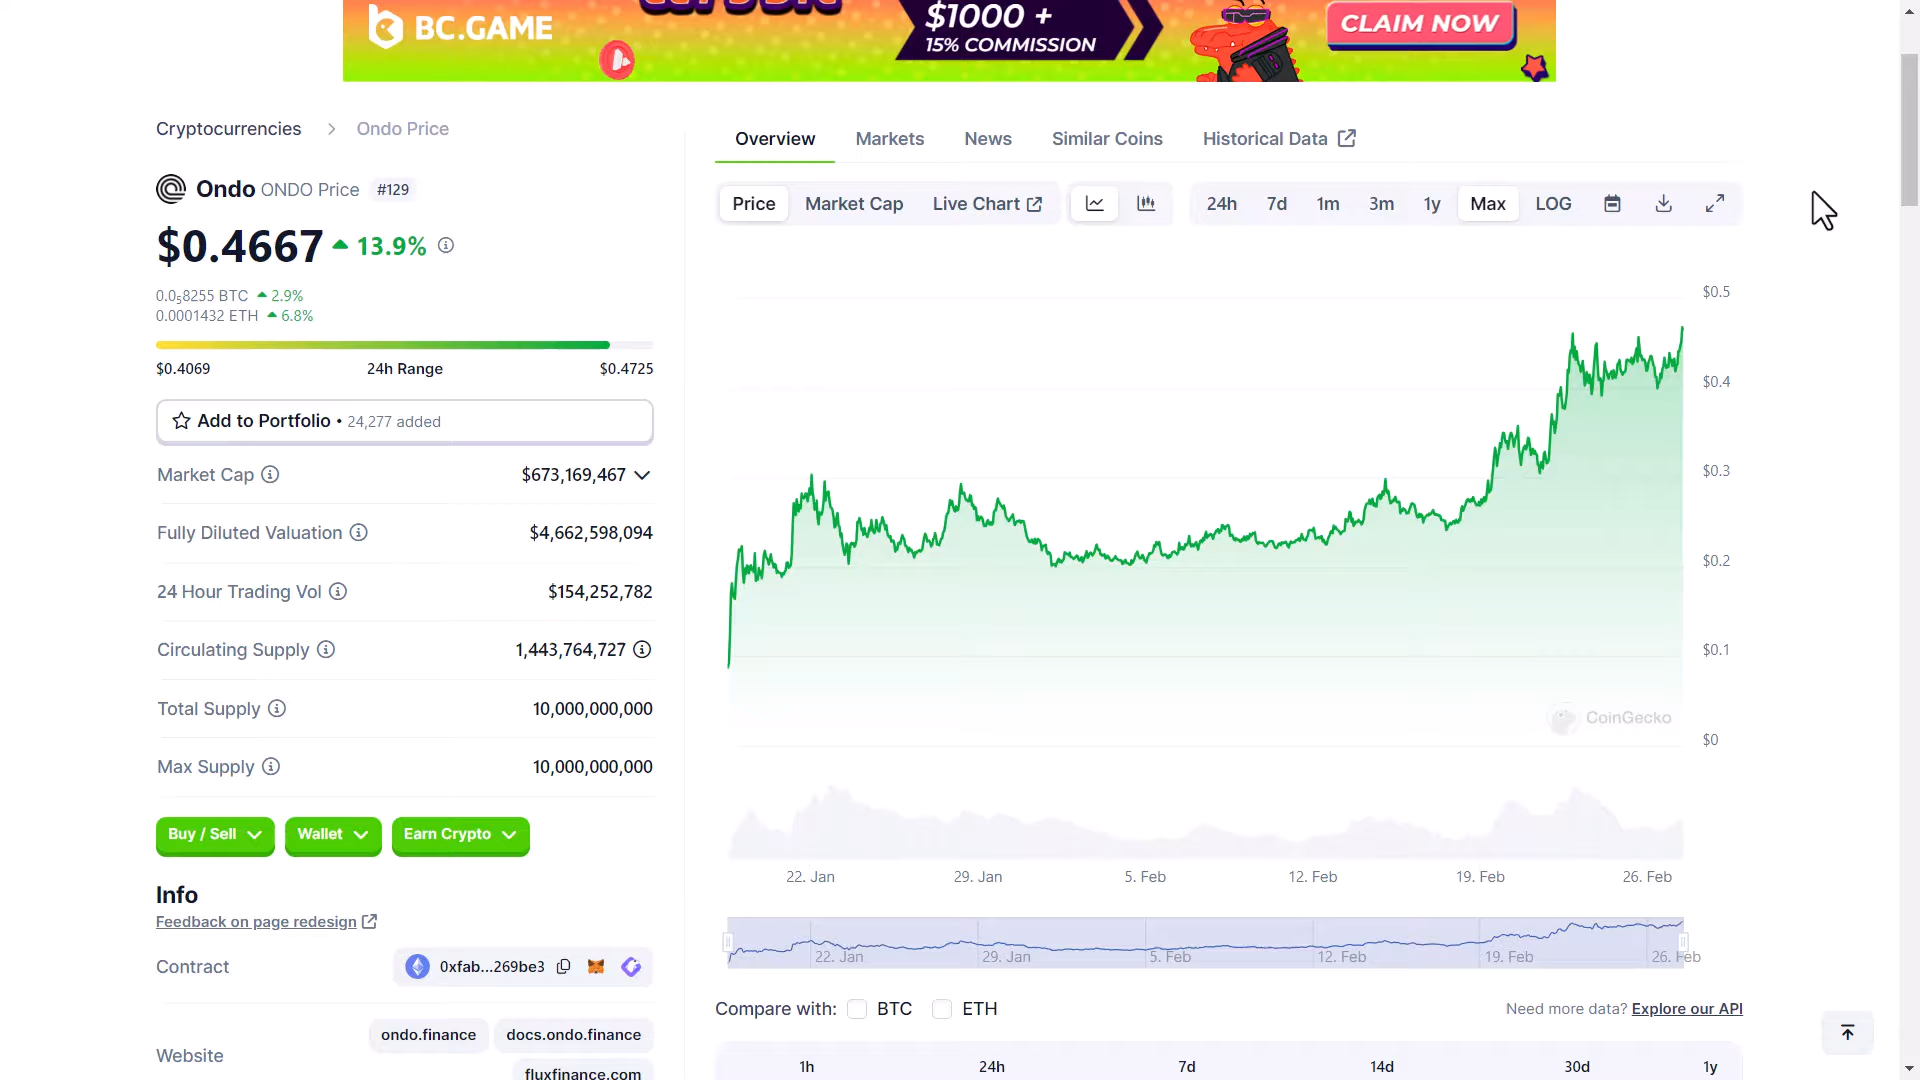 BC.GAME
$1000 +
15% COMMISSION
CLAIM NOW
Cryptocurrencies
Ondo Price
Overview
Markets
News
Similar Coins
Historical Data
Ondo ONDO Price #129
Price
Market Cap
Live Chart
24h
7d
1m
3m
1y
Max
LOG
$0.4667 13.9%
0.0₅8255 BTC 2.9%
0.0001432 ETH 6.8%
$0.4069
24h Range
$0.4725
Add to Portfolio • 24,277 added
Market Cap
$673,169,467
Fully Diluted Valuation
$4,662,598,094
24 Hour Trading Vol
$154,252,782
Circulating Supply
1,443,764,727
Total Supply
10,000,000,000
Max Supply
10,000,000,000
Buy / Sell
Wallet
Earn Crypto
Info
Feedback on page redesign
Contract
0xfab...269be3
Website
ondo.finance
docs.ondo.finance
fluxfinance.com
$0.5
$0.4
$0.3
$0.2
$0.1
$0
CoinGecko
22. Jan
29. Jan
5. Feb
12. Feb
19. Feb
26. Feb
22. Jan
29. Jan
5. Feb
12. Feb
19. Feb
26. Feb
Compare with:
BTC
ETH
Need more data? Explore our API
1h
24h
7d
14d
30d
1y